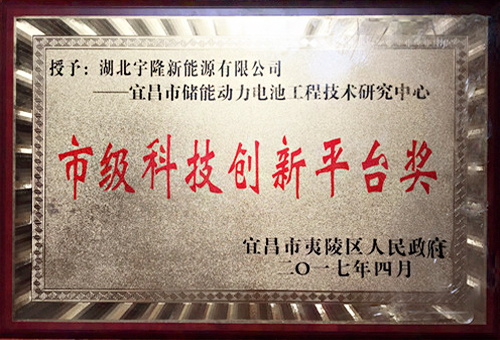 授予：湖北宇隆新能源有限公司
——宜昌市储能动力电池工程技术研究中心
市级科技创新平台奖
宜昌市夷陵区人民政府
二〇一七年四月